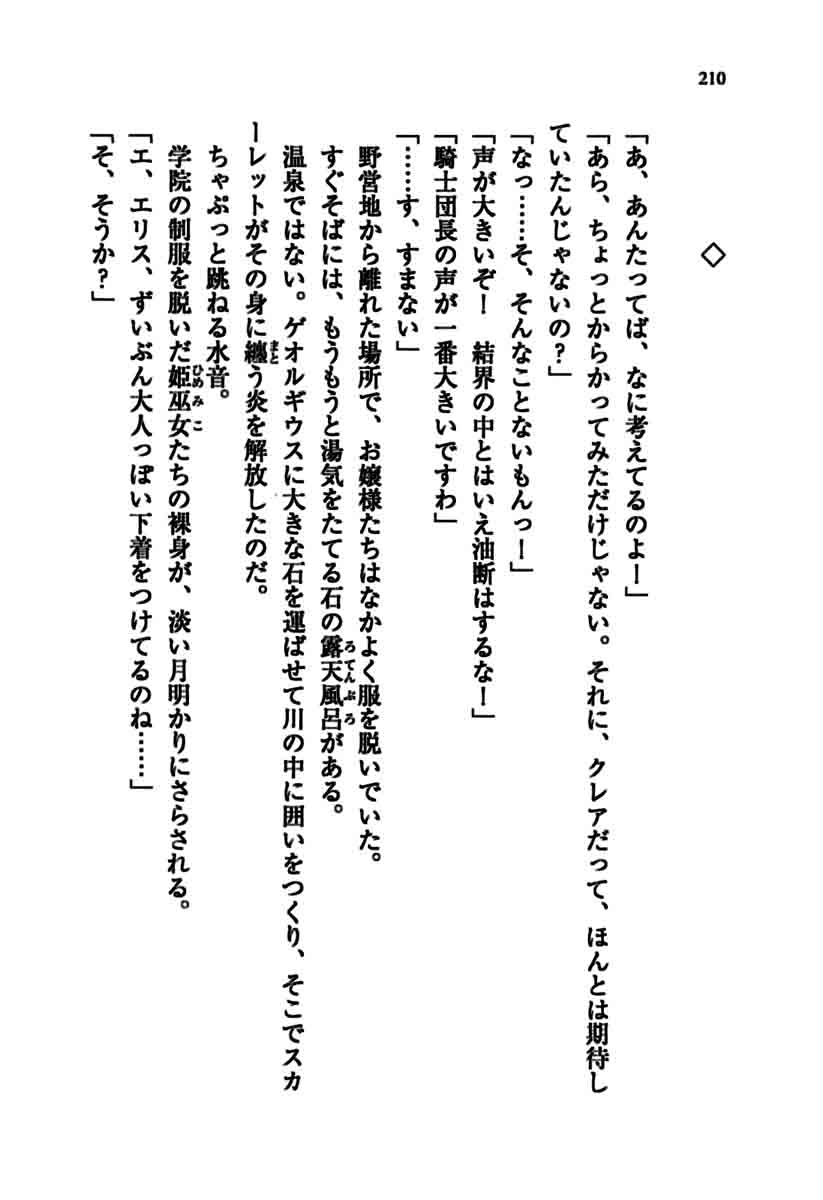 210
◇
「あ、あんたってば、なに考えてるのよー」
「あら、ちょっとからかってみただけじゃない。それに、クレアだって、ほんとは期待し
ていたんじゃないの？」
「なっ……そ、そんなことないもんっー」
「声が大きいぞ！　結界の中とはいえ油断はするな！」
「騎士団長の声が一番大きいですわ」
「……す、すまない」
野営地から離れた場所で、お嬢様たちはなかよく服を脱いでいた。
すぐそばには、もうもうと湯気をたてる石の露天風呂がある。
温泉ではない。ゲオルギウスに大きな石を運ばせて川の中に囲いをつくり、そこでスカ
ーレットがその身に纏う炎を解放したのだ。
ちゃぷっと跳ねる水音。
学院の制服を脱いだ姫巫女たちの裸身が、淡い月明かりにさらされる。
「エ、エリス、ずいぶん大人っぽい下着をつけてるのね……」
「そ、そうか？」